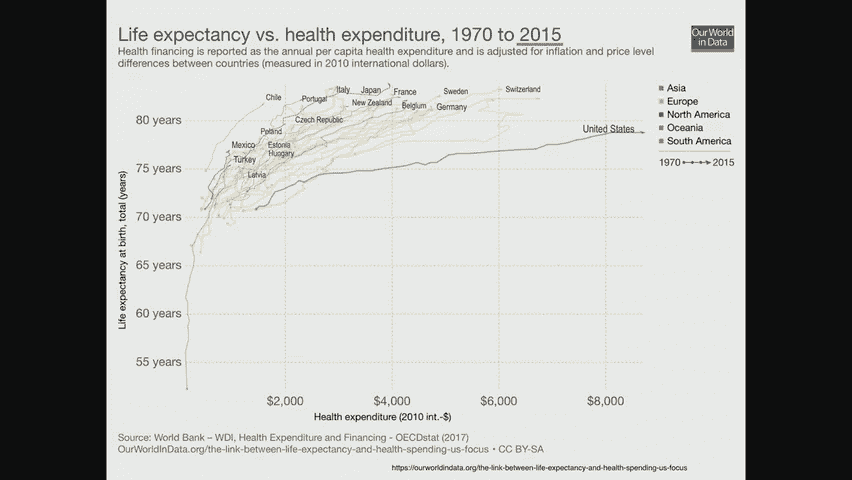 Life expectancy vs. health expenditure, 1970 to 2015
Our World
in Data
Health financing is reported as the annual per capita health expenditure and is adjusted for inflation and price level
differences between countries (measured in 2010 international dollars).
Italy
Japan
France
Sweden
Switzerland
Chile
Portugal
New Zealand
Belgium
Germany
80 years
Czech Republic
Poland
United States
Mexico
Estonia
Hungary
Turkey
75 years
Latvia
70 years
65 years
60 years
55 years
Life expectancy at birth, total (years)
$2,000
$4,000
$6,000
$8,000
Health expenditure (2010 int.-$)
Asia
Europe
North America
Oceania
South America
1970 2015
Source: World Bank – WDI, Health Expenditure and Financing - OECDstat (2017)
OurWorldInData.org/the-link-between-life-expectancy-and-health-spending-us-focus • CC BY-SA
https://ourworldindata.org/the-link-between-life-expectancy-and-health-spending-us-focus